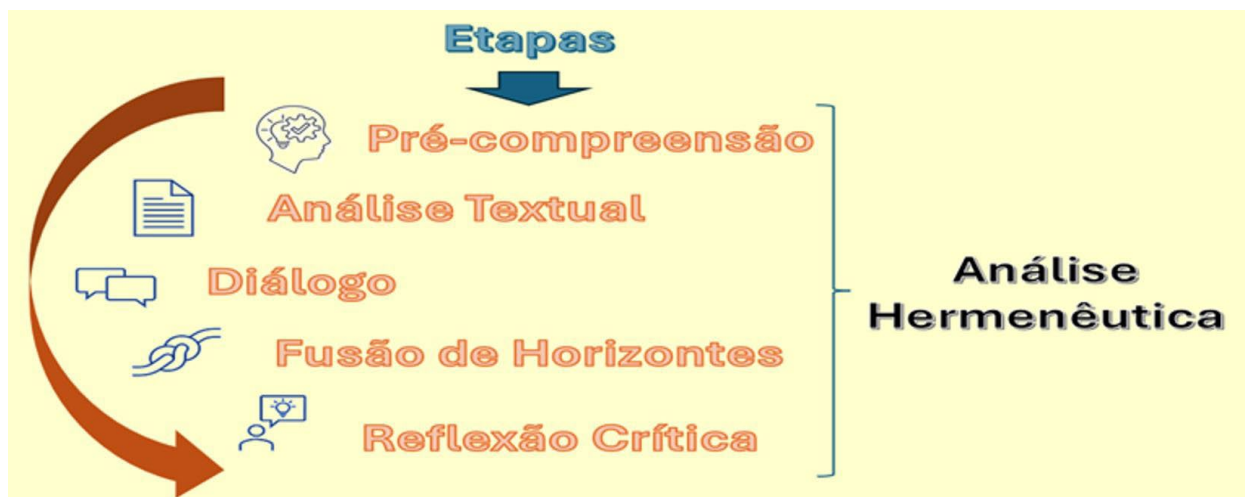 Etapas
Pré-compreensão
Análise Textual
Diálogo
Fusão de Horizontes
Reflexão Crítica
Análise
Hermenêutica